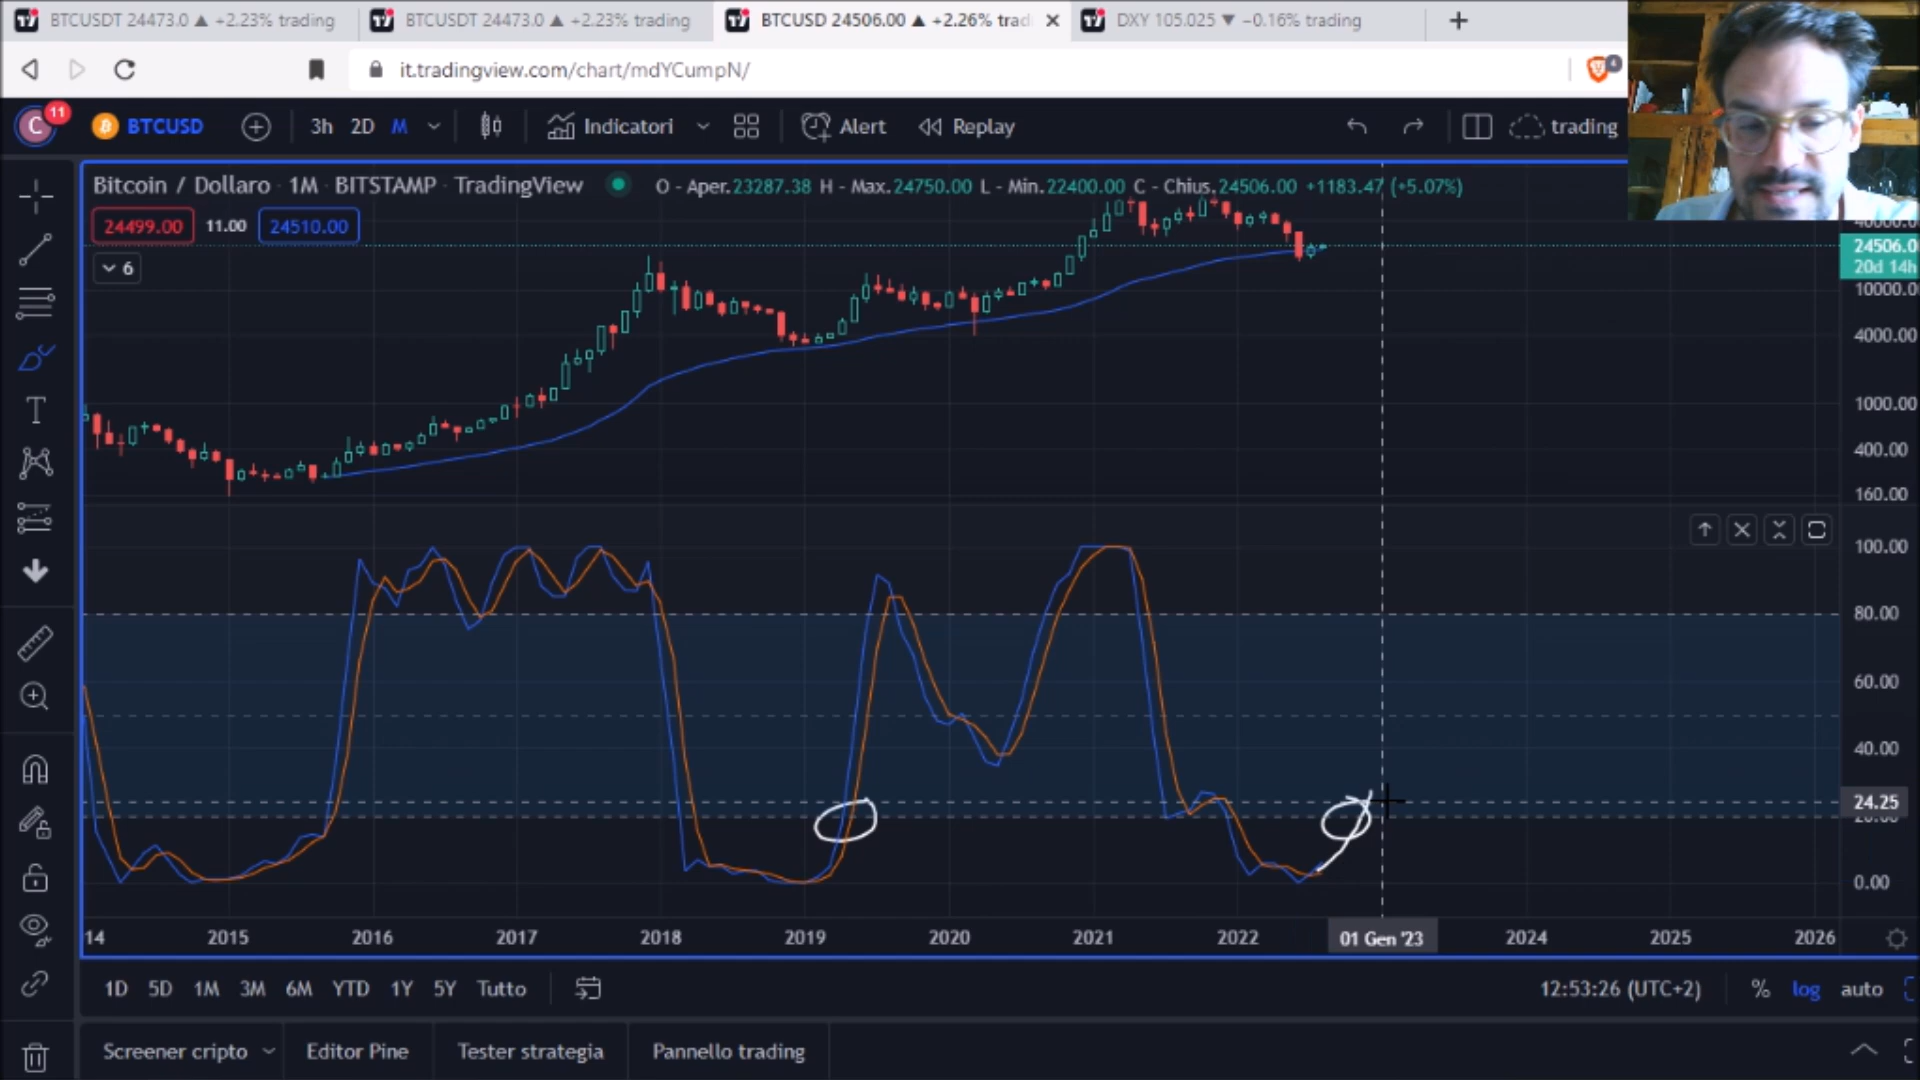 BTCUSDT 24473.0 ▲ +2.23% trading
BTCUSDT 24473.0 ▲ +2.23% trading
BTCUSD 24506.00 ▲ +2.26% trad
DXY 105.025 ▼ −0.16% trading
it.tradingview.com/chart/mdYCumpN/
4
C 11
BTCUSD
3h 2D M
Indicatori
Alert
Replay
trading
Bitcoin / Dollaro · 1M · BITSTAMP · TradingView
O - Aper.23287.38 H - Max.24750.00 L - Min.22400.00 C - Chius.24506.00 +1183.47 (+5.07%)
24499.00 11.00 24510.00
6
40000.0
24506.0
20d 14h
10000.0
4000.00
1000.00
400.00
160.00
100.00
80.00
60.00
40.00
24.25
0.00
14 2015 2016 2017 2018 2019 2020 2021 2022 01 Gen '23 2024 2025 2026
1D 5D 1M 3M 6M YTD 1Y 5Y Tutto
12:53:26 (UTC+2) % log auto
Screener cripto Editor Pine Tester strategia Pannello trading